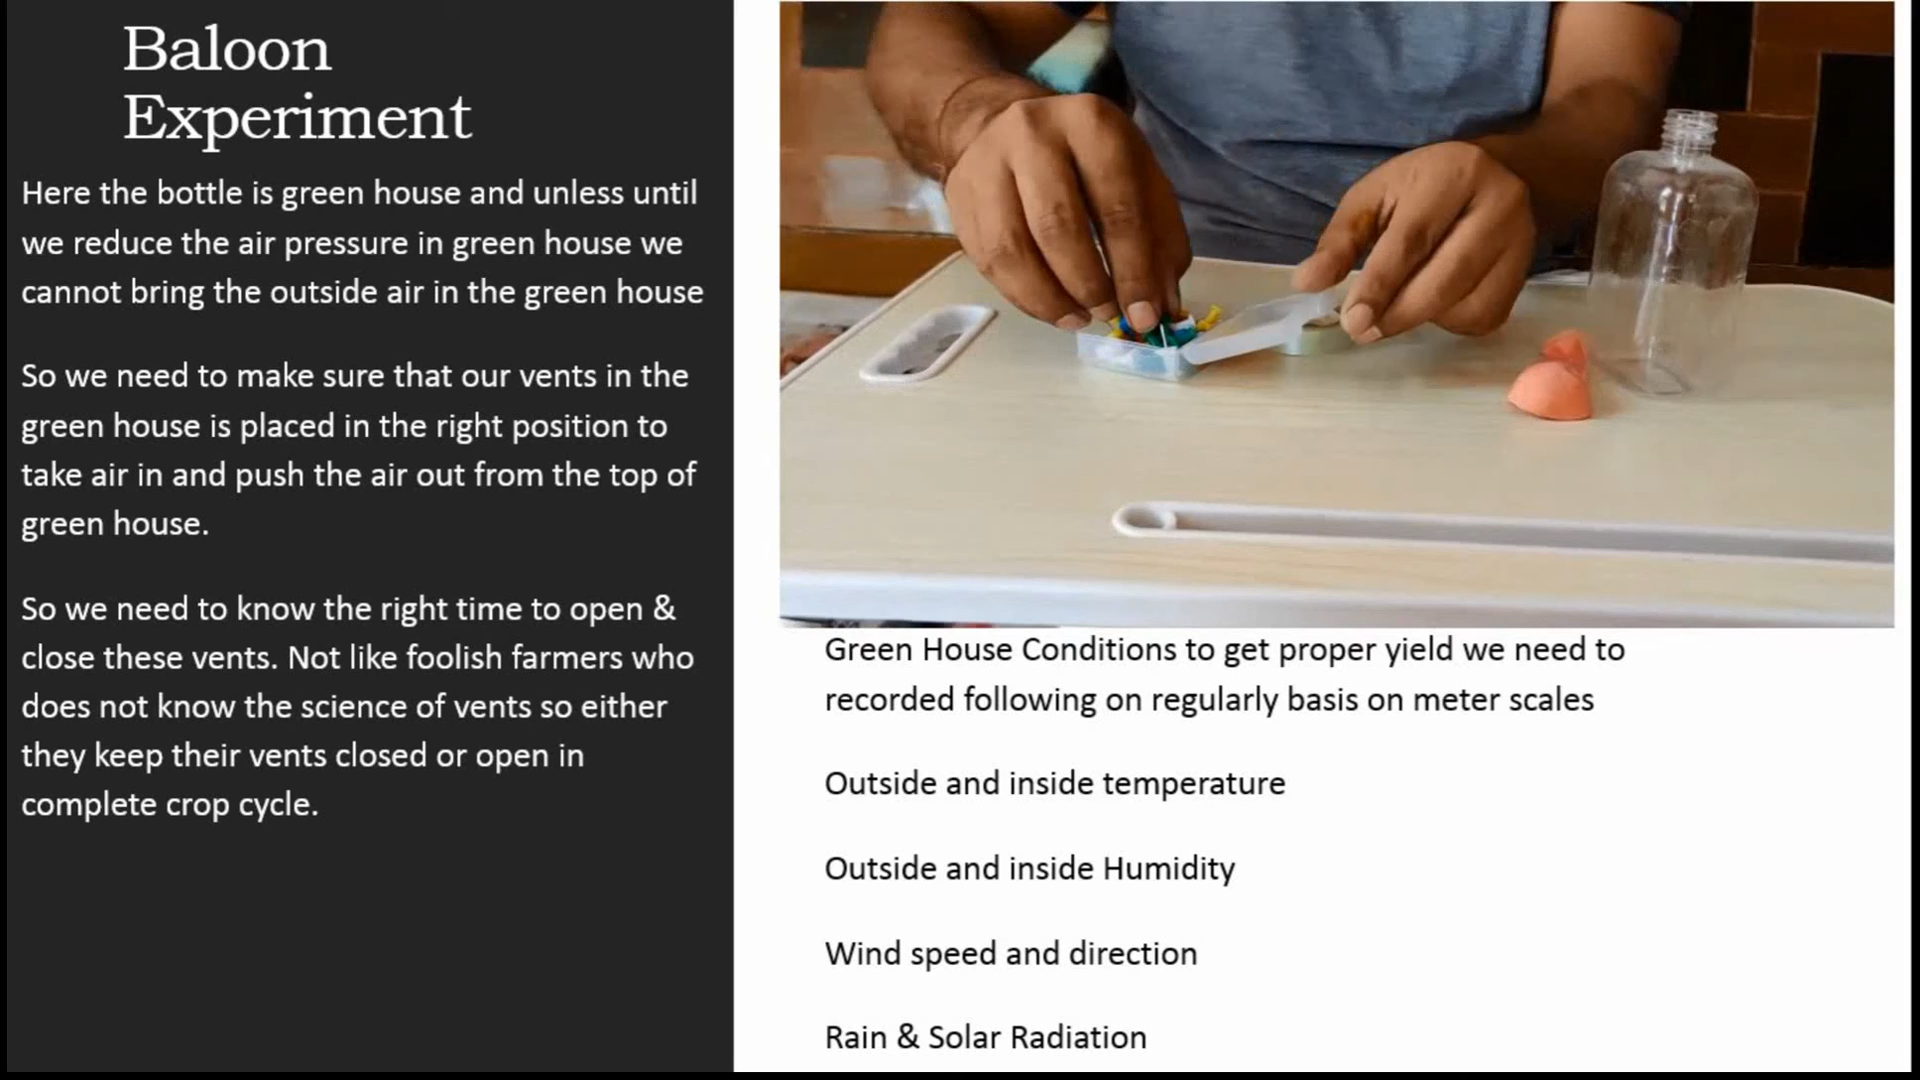 Baloon
Experiment
Here the bottle is green house and unless until
we reduce the air pressure in green house we
cannot bring the outside air in the green house
So we need to make sure that our vents in the
green house is placed in the right position to
take air in and push the air out from the top of
green house.
So we need to know the right time to open &
close these vents. Not like foolish farmers who
does not know the science of vents so either
they keep their vents closed or open in
complete crop cycle.
Green House Conditions to get proper yield we need to
recorded following on regularly basis on meter scales
Outside and inside temperature
Outside and inside Humidity
Wind speed and direction
Rain & Solar Radiation